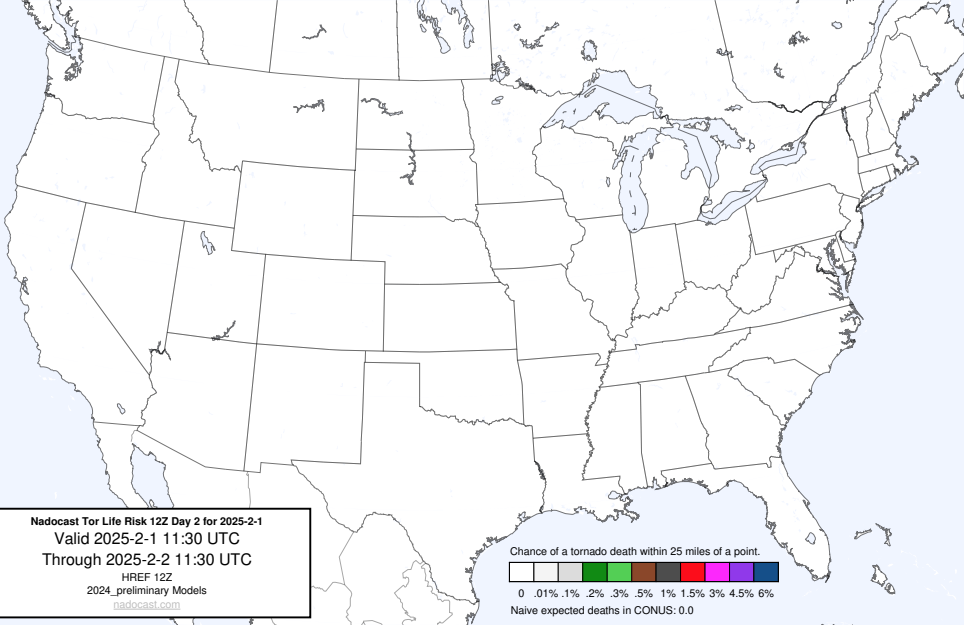 Nadocast Tor Life Risk 12Z Day 2 for 2025-2-1
Valid 2025-2-1 11:30 UTC
Through 2025-2-2 11:30 UTC
HREF 12Z
2024_preliminary Models
nadocast.com
Chance of a tornado death within 25 miles of a point.
0 .01% .1% .2% .3% .5% 1% 1.5% 3% 4.5% 6%
Naive expected deaths in CONUS: 0.0